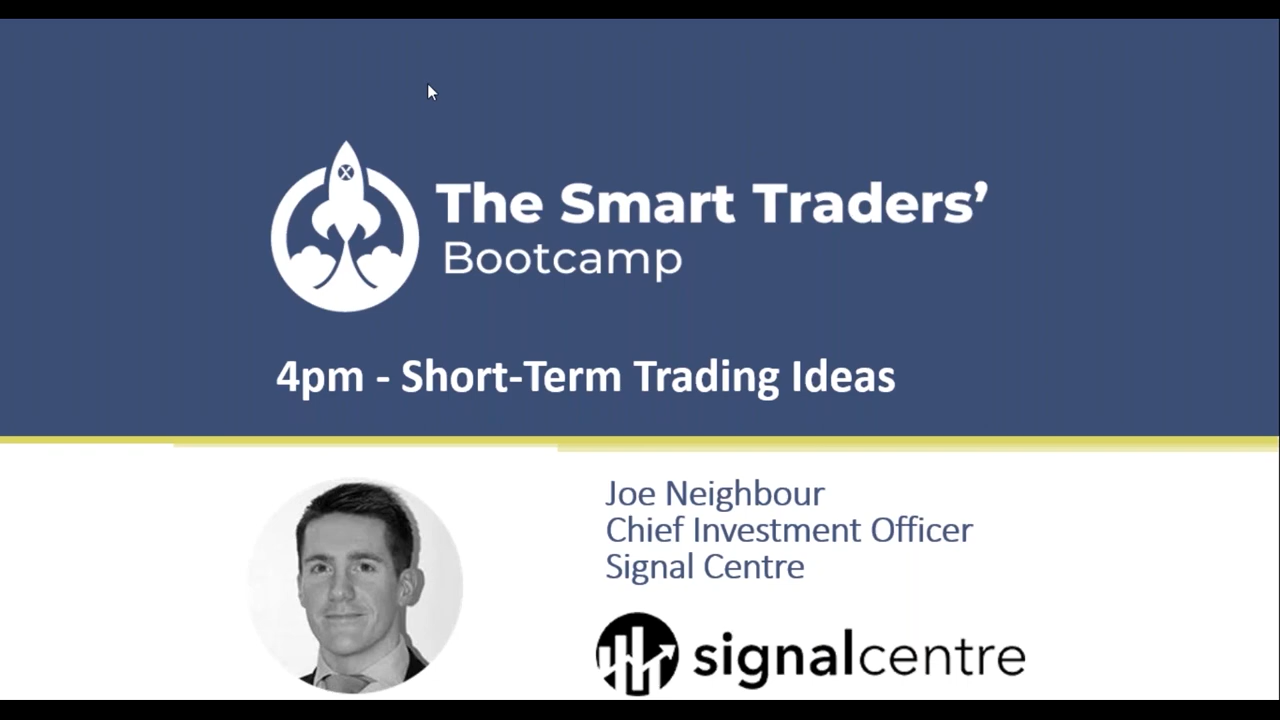 The Smart Traders’
Bootcamp
4pm - Short-Term Trading Ideas
Joe Neighbour
Chief Investment Officer
Signal Centre
signalcentre